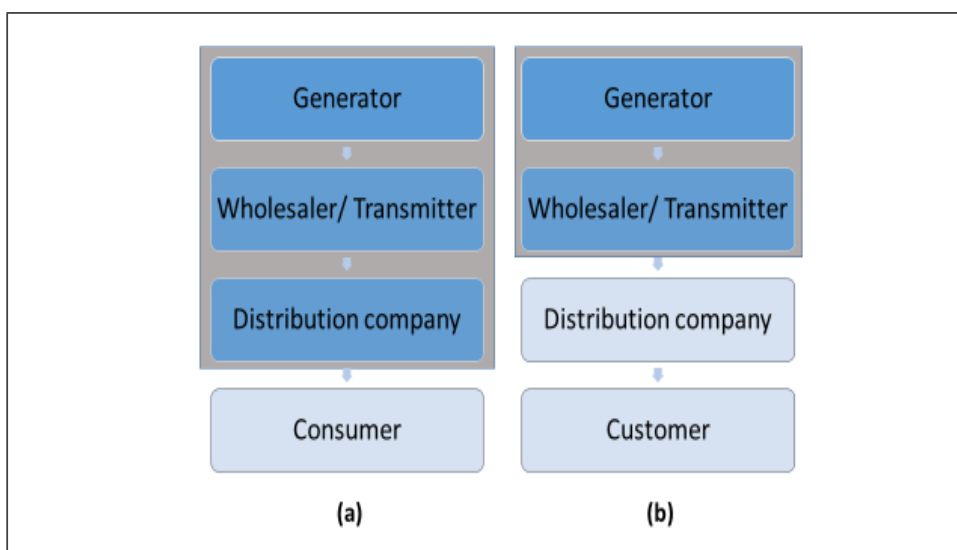 Generator
Wholesaler/ Transmitter
Distribution company
Consumer
(a)
Generator
Wholesaler/ Transmitter
Distribution company
Customer
(b)